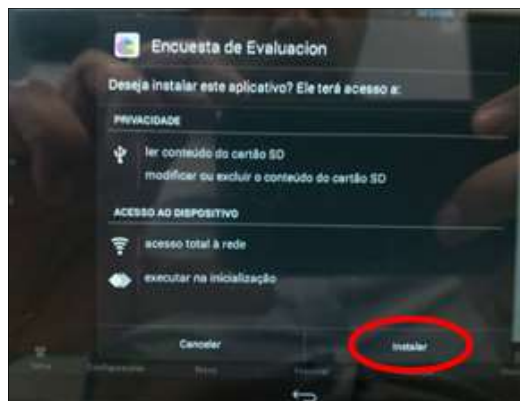 Encuesta de Evaluacion
Deseja instalar este aplicativo? Ele terá acesso a:
PRIVACIDADE
ler conteúdo do cartão SD
modificar ou excluir o conteúdo do cartão SD
ACESSO AO DISPOSITIVO
acesso total à rede
executar na inicialização
Cancelar
Instalar